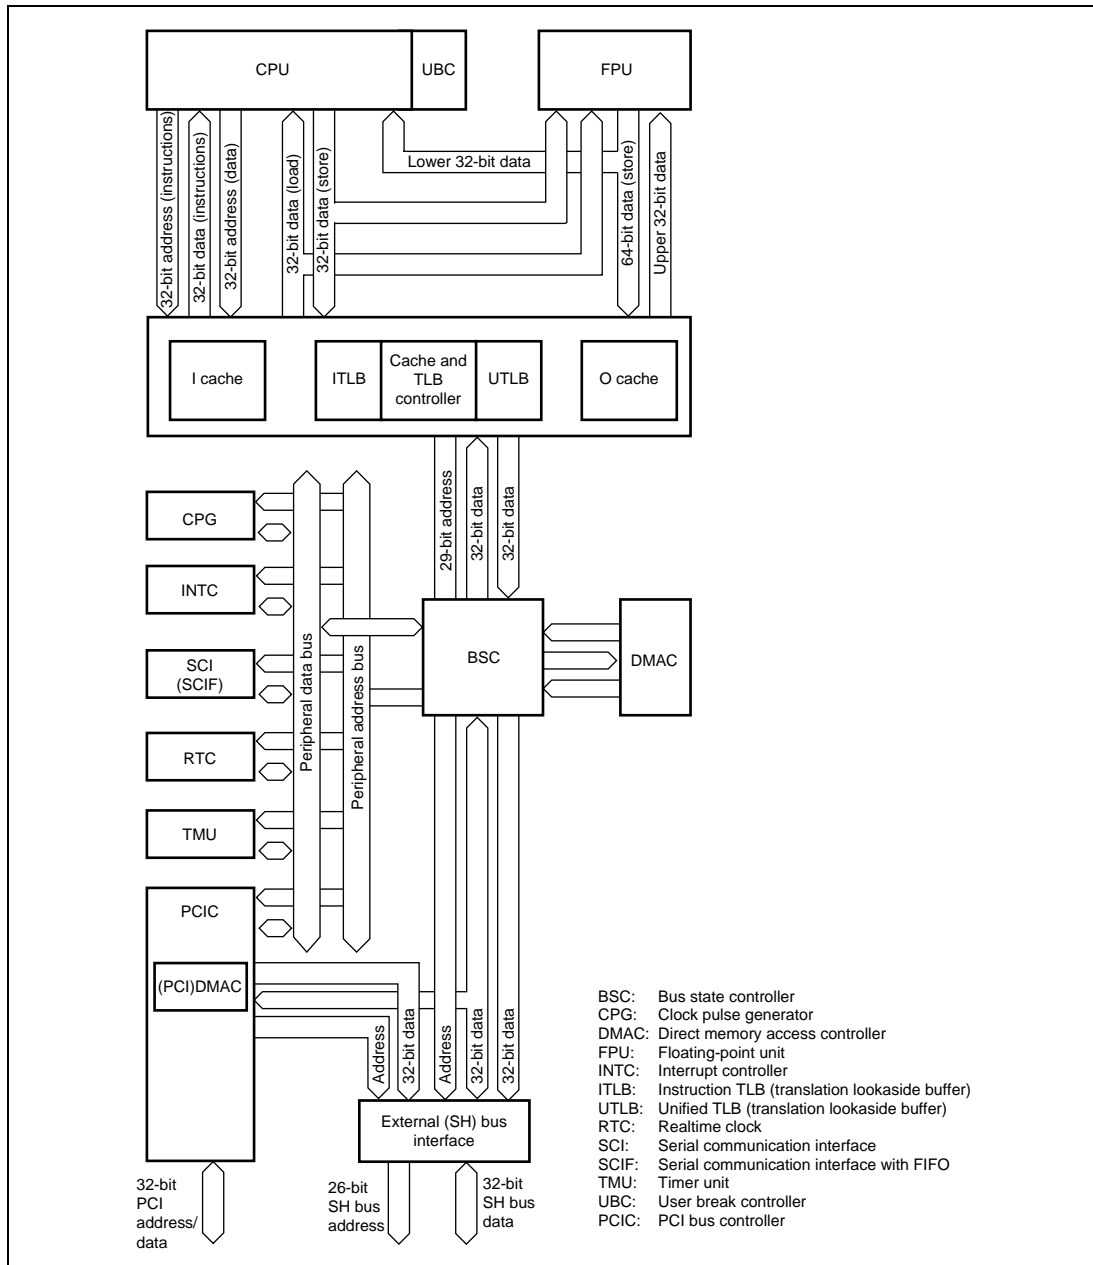 CPU
UBC
FPU
32-bit address (instructions)
32-bit data (instructions)
32-bit address (data)
32-bit data (load)
32-bit data (store)
Lower 32-bit data
64-bit data (store)
Upper 32-bit data
I cache
ITLB
Cache and
TLB
controller
UTLB
O cache
29-bit address
32-bit data
32-bit data
CPG
INTC
SCI
(SCIF)
RTC
TMU
PCIC
(PCI)DMAC
Peripheral data bus
Peripheral address bus
BSC
DMAC
Address
32-bit data
Address
32-bit data
32-bit data
External (SH) bus
interface
32-bit
PCI
address/
data
26-bit
SH bus
address
32-bit
SH bus
data
BSC: Bus state controller
CPG: Clock pulse generator
DMAC: Direct memory access controller
FPU: Floating-point unit
INTC: Interrupt controller
ITLB: Instruction TLB (translation lookaside buffer)
UTLB: Unified TLB (translation lookaside buffer)
RTC: Realtime clock
SCI: Serial communication interface
SCIF: Serial communication interface with FIFO
TMU: Timer unit
UBC: User break controller
PCIC: PCI bus controller